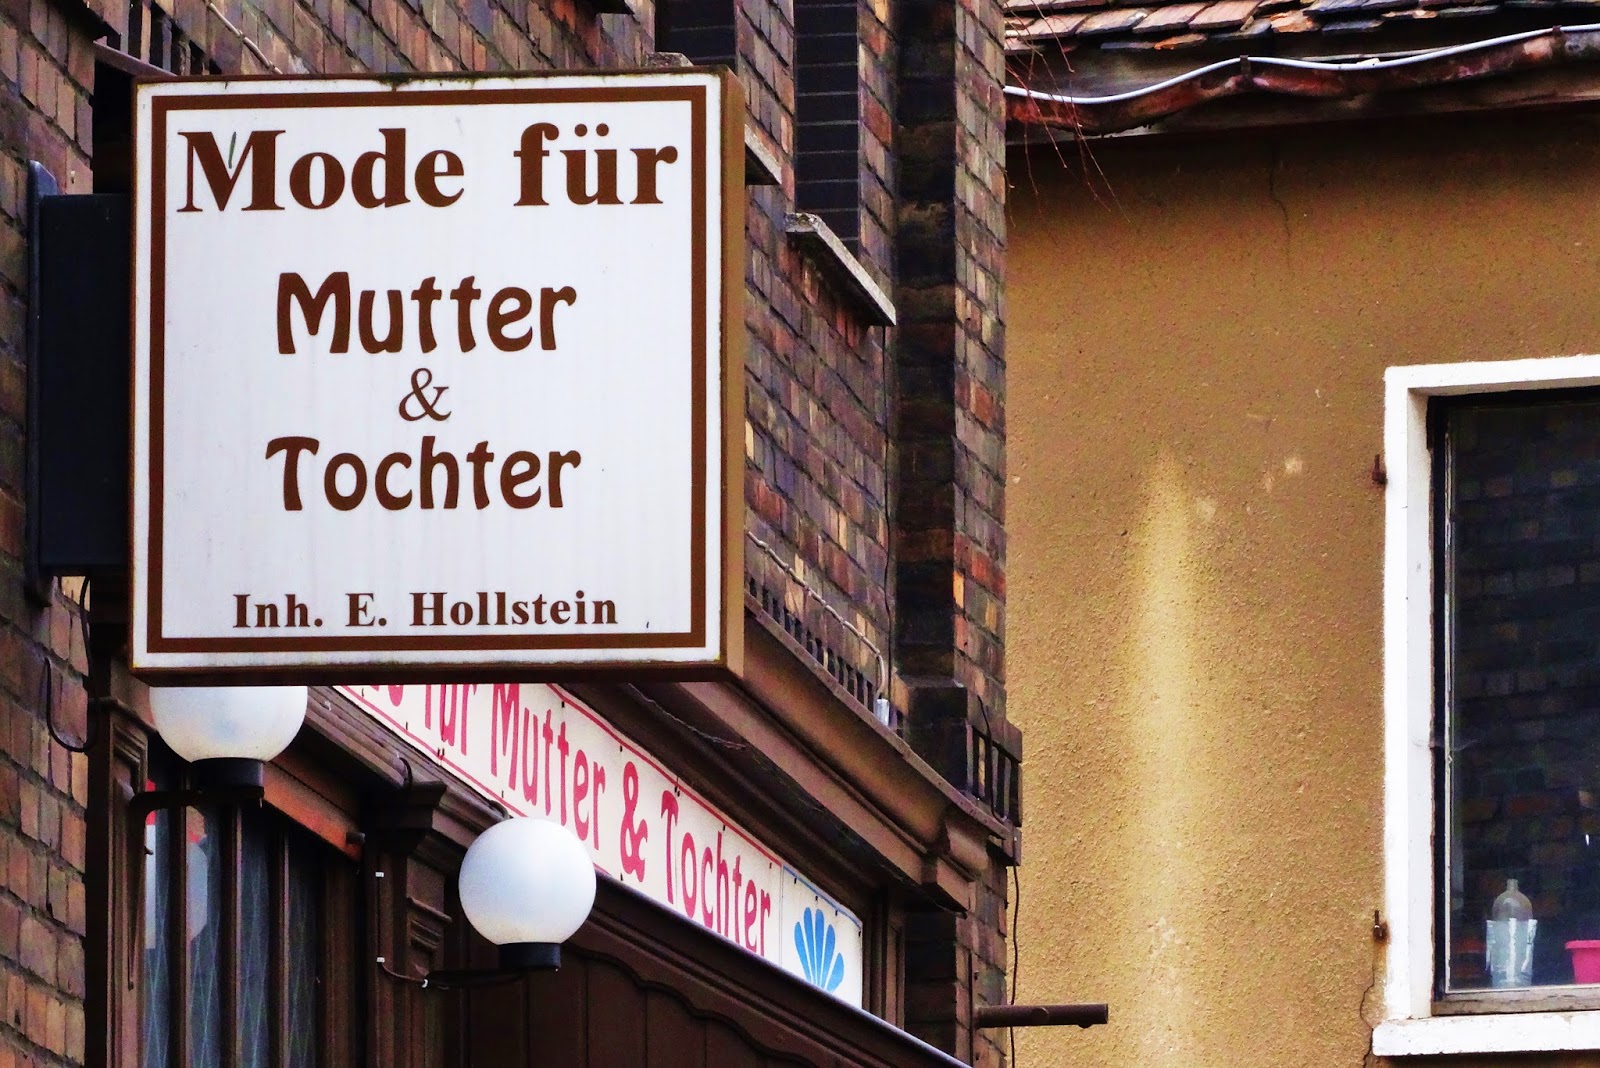 Mode für
Mutter
&
Tochter
Inh. E. Hollstein
für Mutter & Tochter